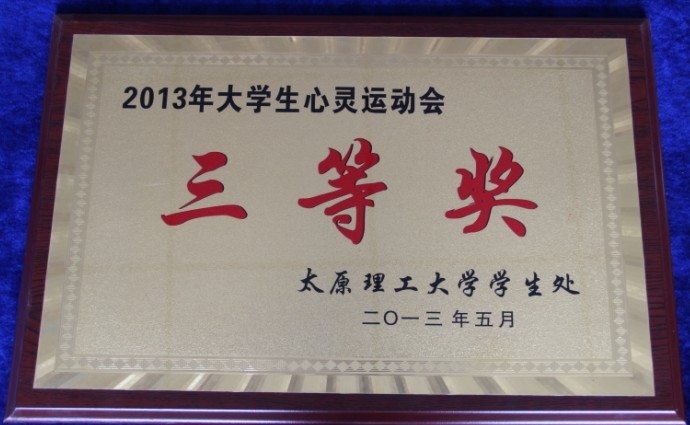 2013年大学生心灵运动会
三等奖
太原理工大学学生处
二〇一三年五月